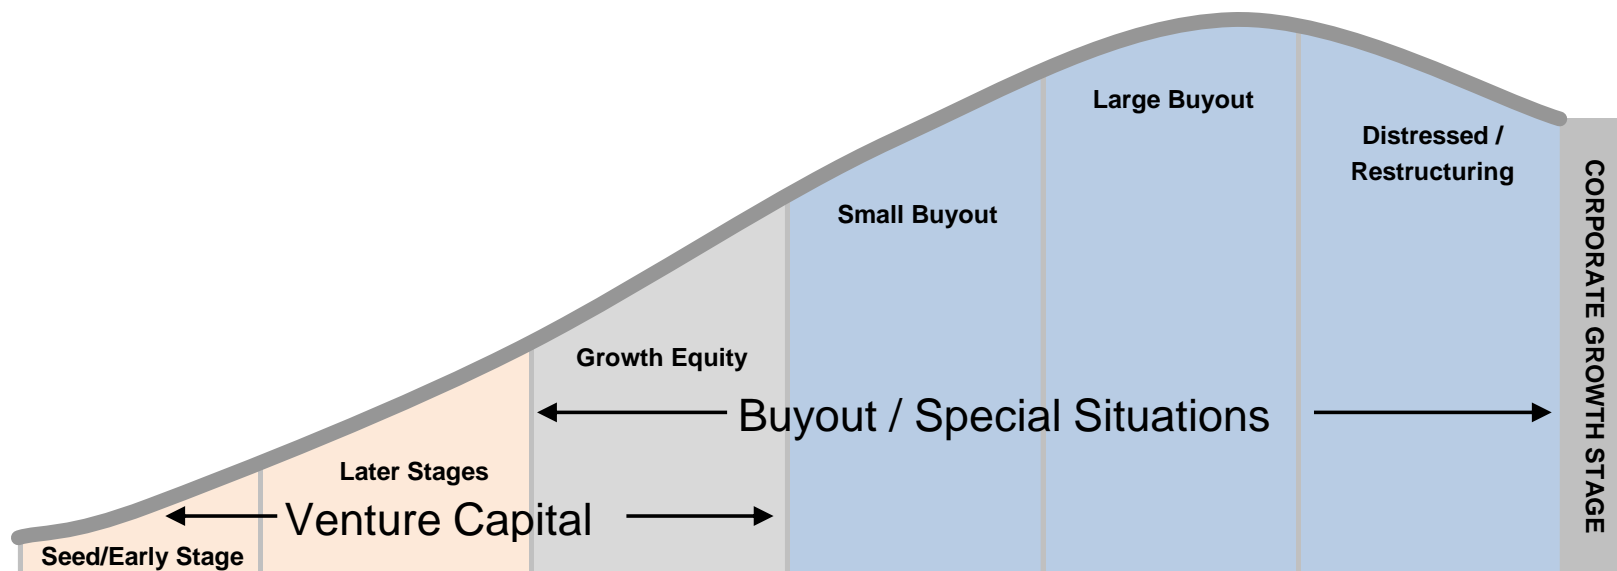 Large Buyout
Distressed /
Restructuring
Small Buyout
Growth Equity
Buyout / Special Situations
Later Stages
Venture Capital
Seed/Early Stage
CORPORATE GROWTH STAGE